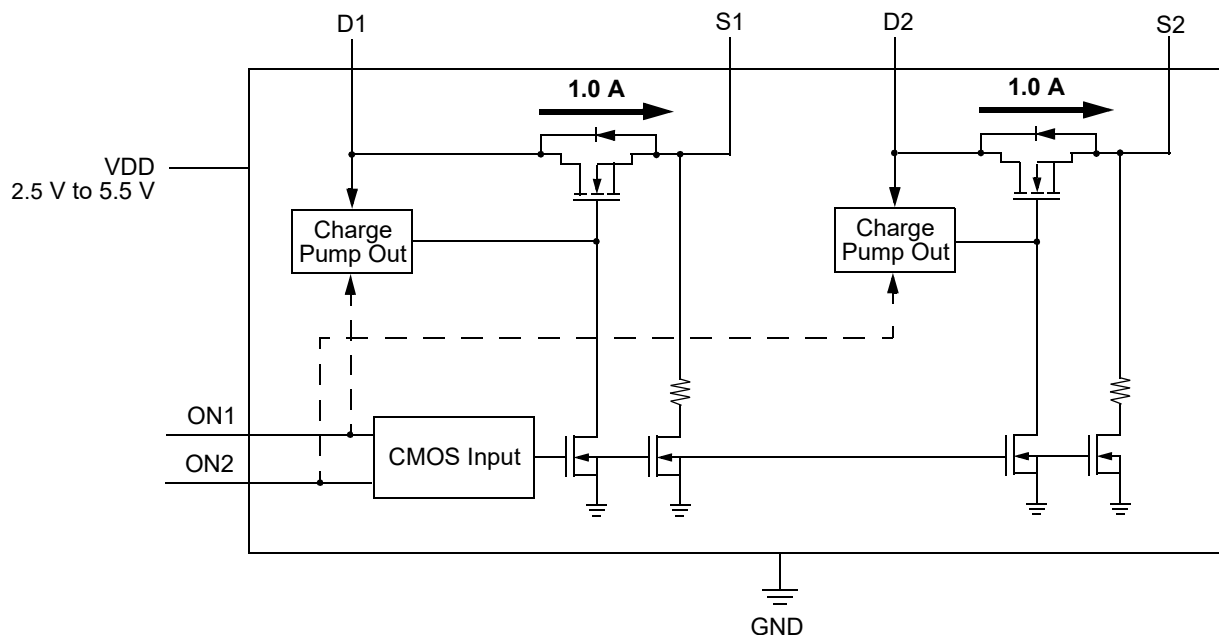 D1
S1
D2
S2
1.0 A
1.0 A
VDD
2.5 V to 5.5 V
Charge
Pump Out
Charge
Pump Out
ON1
ON2
CMOS Input
GND